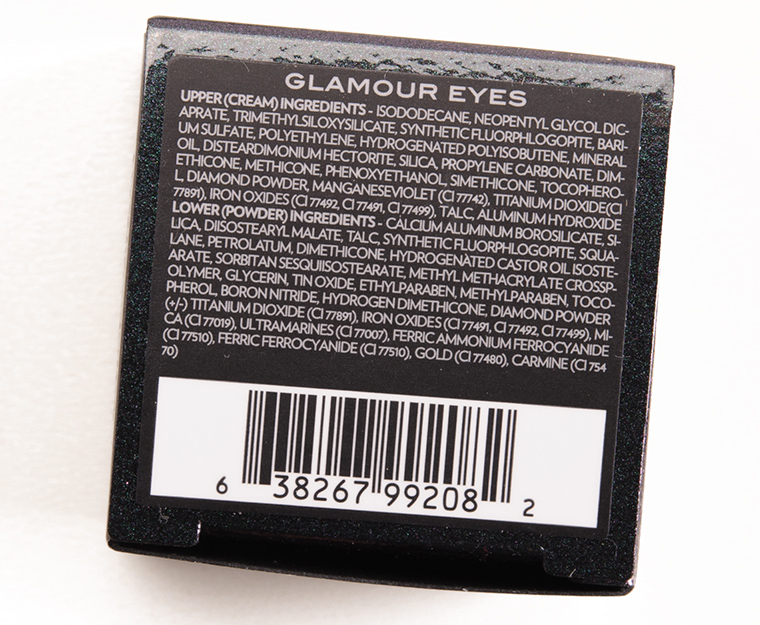 GLAMOUR EYES
UPPER (CREAM) INGREDIENTS - ISODODECANE, NEOPENTYL GLYCOL DIC-
APRATE, TRIMETHYLSILOXYSILICATE, SYNTHETIC FLUORPHLOGOPITE, BARI-
UM SULFATE, POLYETHYLENE, HYDROGENATED POLYISOBUTENE, MINERAL
OIL, DISTEARDIMONIUM HECTORITE, SILICA, PROPYLENE CARBONATE, DIM-
ETHICONE, METHICONE, PHENOXYETHANOL, SIMETHICONE, TOCOPHERO-
L, DIAMOND POWDER, MANGANESEVIOLET (CI 77742), TITANIUM DIOXIDE(CI
77891), IRON OXIDES (CI 77492, CI 77491, CI 77499), TALC, ALUMINUM HYDROXIDE
LOWER (POWDER) INGREDIENTS - CALCIUM ALUMINUM BOROSILICATE, SI-
LICA, DIISOSTEARYL MALATE, TALC, SYNTHETIC FLUORPHLOGOPITE, SQUA-
LANE, PETROLATUM, DIMETHICONE, HYDROGENATED CASTOR OIL ISOSTE-
ARATE, SORBITAN SESQUIISOSTEARATE, METHYL METHACRYLATE CROSSP-
OLYMER, GLYCERIN, TIN OXIDE, ETHYLPARABEN, METHYLPARABEN, TOCO-
PHEROL, BORON NITRIDE, HYDROGEN DIMETHICONE, DIAMOND POWDER
(+/-) TITANIUM DIOXIDE (CI 77891), IRON OXIDES (CI 77491, CI 77492, CI 77499), MI-
CA (CI 77019), ULTRAMARINES (CI 77007), FERRIC AMMONIUM FERROCYANIDE
(CI 77510), FERRIC FERROCYANIDE (CI 77510), GOLD (CI 77480), CARMINE (CI 754
70)
6 38267 99208 2